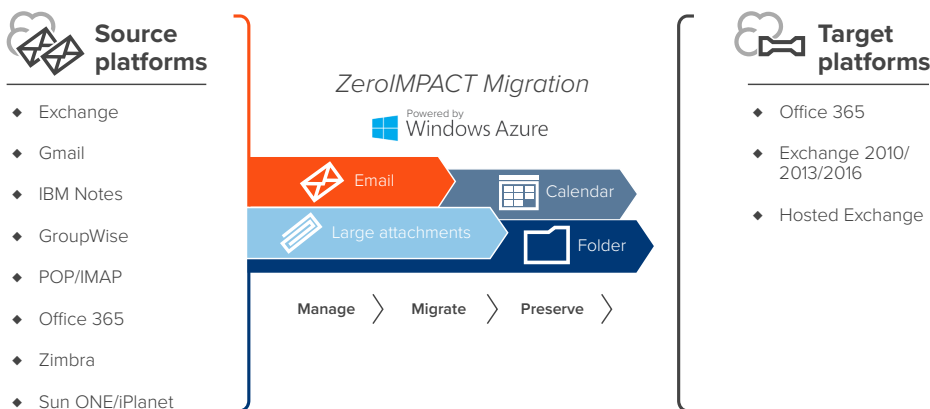 Source
platforms
Exchange
Gmail
IBM Notes
GroupWise
POP/IMAP
Office 365
Zimbra
Sun ONE/iPlanet
ZeroIMPACT Migration
Powered by
Windows Azure
Email
Calendar
Large attachments
Folder
Manage
Migrate
Preserve
Target
platforms
Office 365
Exchange 2010/
2013/2016
Hosted Exchange